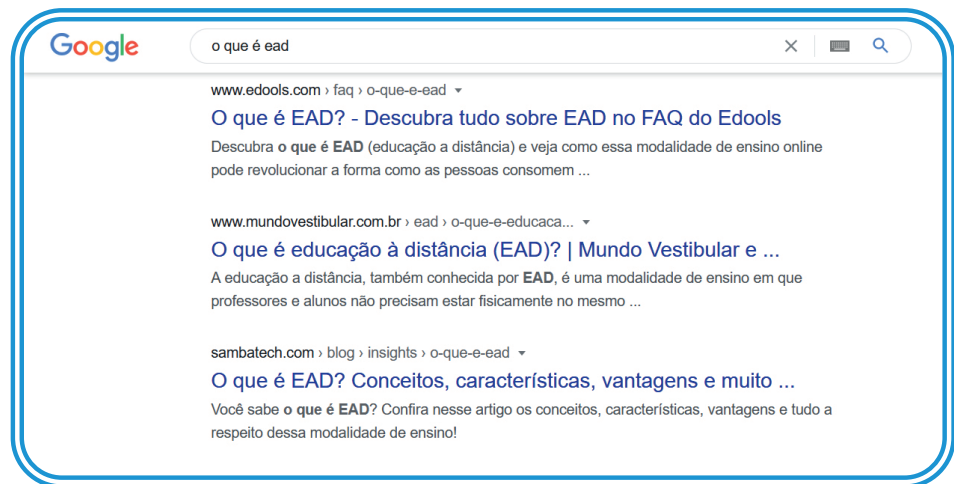 Google
o que é ead
www.edools.com › faq › o-que-e-ead
O que é EAD? - Descubra tudo sobre EAD no FAQ do Edools
Descubra o que é EAD (educação a distância) e veja como essa modalidade de ensino online
pode revolucionar a forma como as pessoas consomem ...
www.mundovestibular.com.br › ead › o-que-e-educaca...
O que é educação à distância (EAD)? | Mundo Vestibular e ...
A educação a distância, também conhecida por EAD, é uma modalidade de ensino em que
professores e alunos não precisam estar fisicamente no mesmo ...
sambatech.com › blog › insights › o-que-e-ead
O que é EAD? Conceitos, características, vantagens e muito ...
Você sabe o que é EAD? Confira nesse artigo os conceitos, características, vantagens e tudo a
respeito dessa modalidade de ensino!